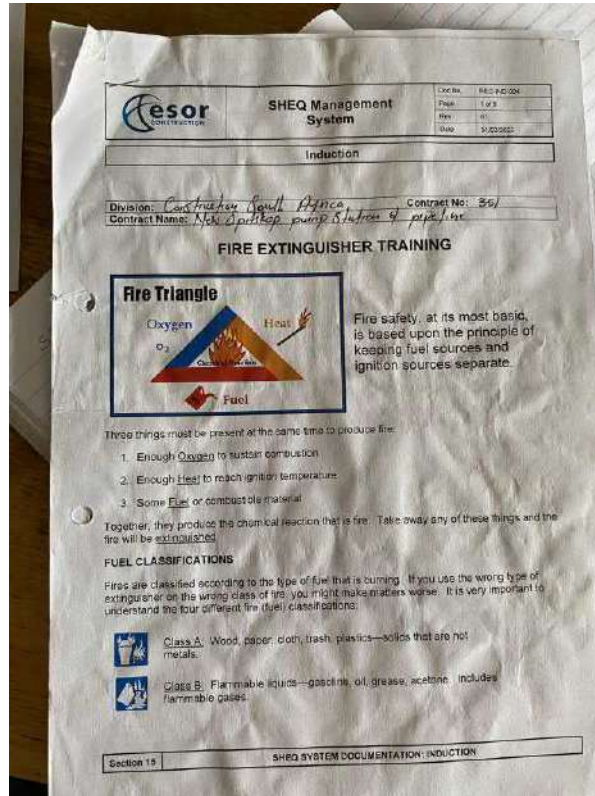 esor
CONSTRUCTION
SHEQ Management
System
Doc No.
Page 1 of 5
Rev 01
Date
Induction
Division: Construction South Africa Contract No: 351
Contract Name: New pump Station & pipeline
FIRE EXTINGUISHER TRAINING
Fire Triangle
Oxygen
O₂
Heat
Chemical Reaction
Fuel
Fire safety, at its most basic,
is based upon the principle of
keeping fuel sources and
ignition sources separate.
Three things must be present at the same time to produce fire:
1. Enough Oxygen to sustain combustion
2. Enough Heat to reach ignition temperature
3. Some Fuel or combustible material
Together, they produce the chemical reaction that is fire. Take away any of these things and the
fire will be extinguished.
FUEL CLASSIFICATIONS
Fires are classified according to the type of fuel that is burning. If you use the wrong type of
extinguisher on the wrong class of fire, you might make matters worse. It is very important to
understand the four different fire (fuel) classifications:
Class A: Wood, paper, cloth, trash, plastics—solids that are not
metals.
Class B: Flammable liquids—gasoline, oil, grease, acetone. Includes
flammable gases.
Section 15
SHEQ SYSTEM DOCUMENTATION: INDUCTION